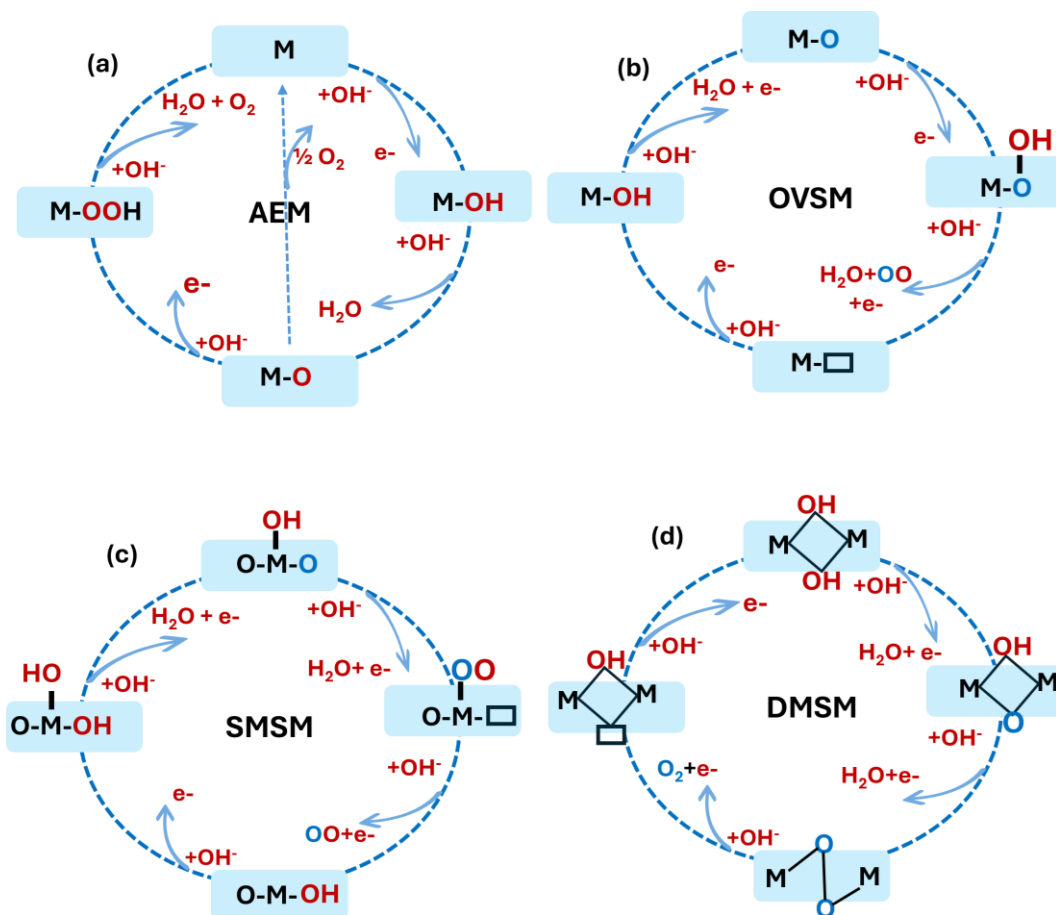 (a)
M
H₂O + O₂
+OH⁻
+OH⁻
½ O₂
e-
M-OOH
AEM
M-OH
+OH⁻
e-
H₂O
+OH⁻
M-O
(b)
M-O
H₂O + e-
+OH⁻
+OH⁻
e-
OH
M-O
M-OH
OVSM
+OH⁻
e-
H₂O+OO
+e-
+OH⁻
M-
(c)
OH
O-M-O
H₂O + e-
+OH⁻
HO
+OH⁻
H₂O+ e-
OO
O-M-OH
SMSM
O-M-
+OH⁻
e-
OO+e-
+OH⁻
O-M-OH
(d)
OH
M M
OH
+OH⁻
e-
+OH⁻
OH
H₂O+ e-
OH
M M
DMSM
M M
O
+OH⁻
O₂+e-
H₂O+e-
+OH⁻
O
M M
O